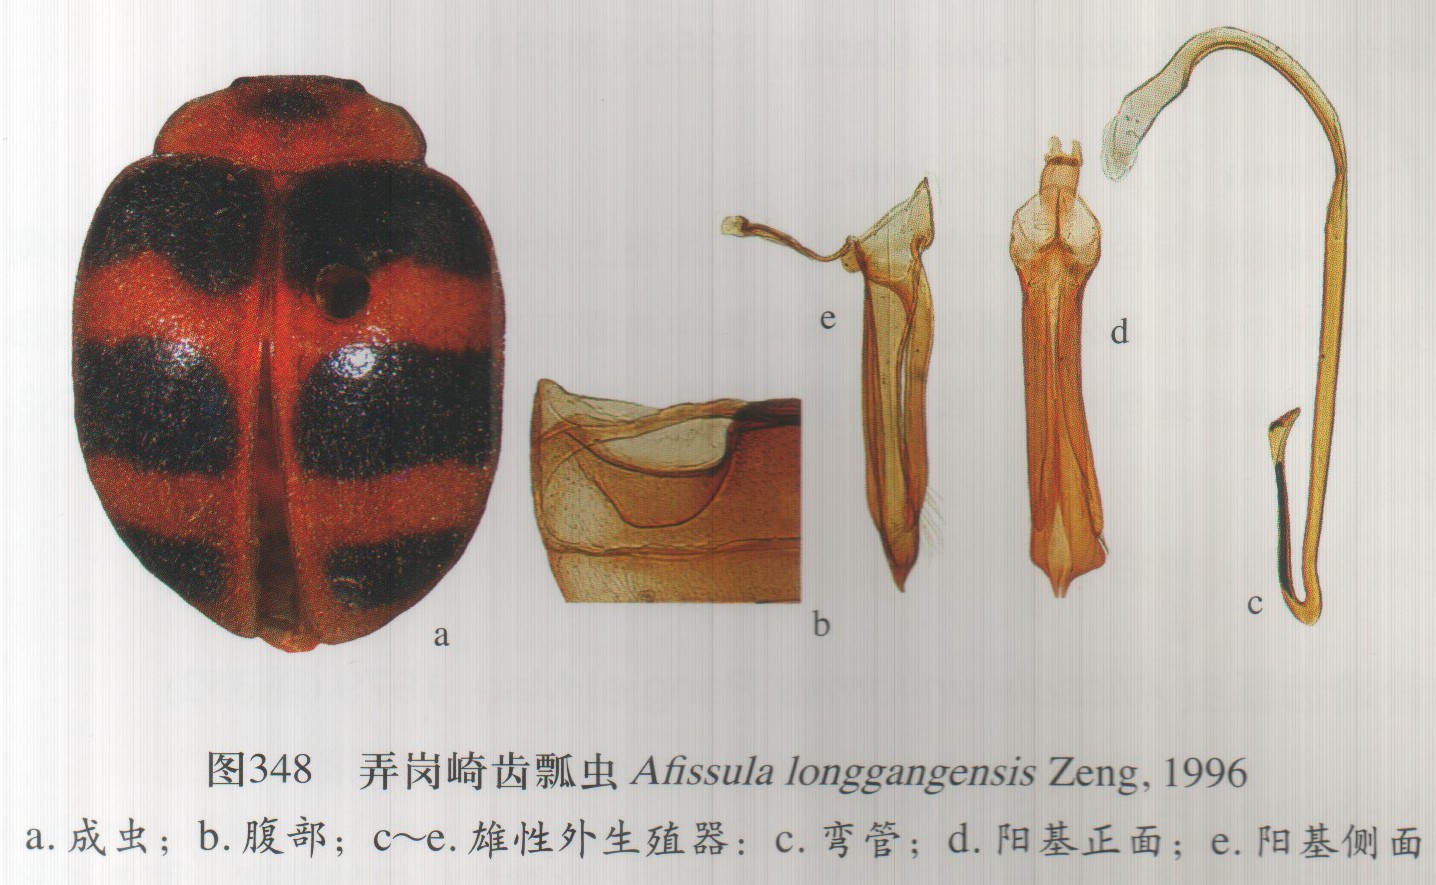 a
b
e
d
c
图348 弄岗崎齿瓢虫 Afissula longgangensis Zeng, 1996
a. 成虫；b. 腹部；c～e. 雄性外生殖器：c. 弯管；d. 阳基正面；e. 阳基侧面